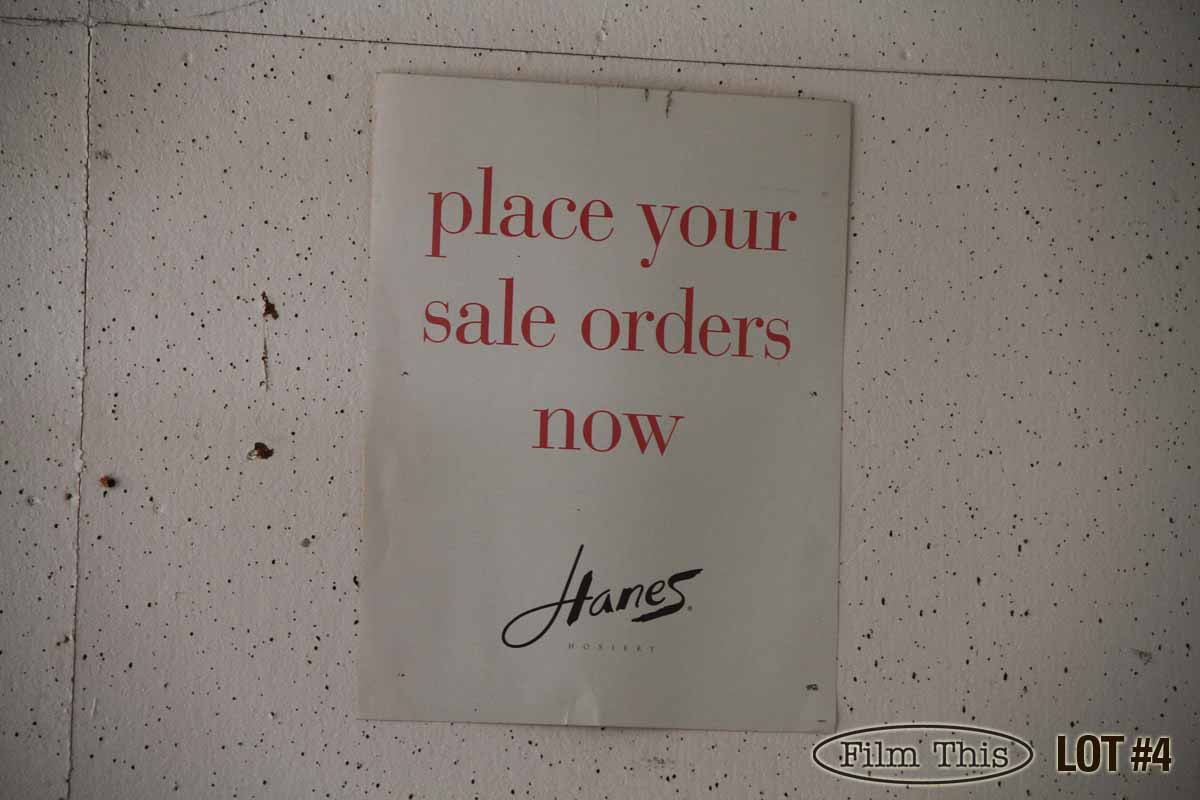 place your
sale orders
now
Hanes®
HOSIERY
Film This LOT #4